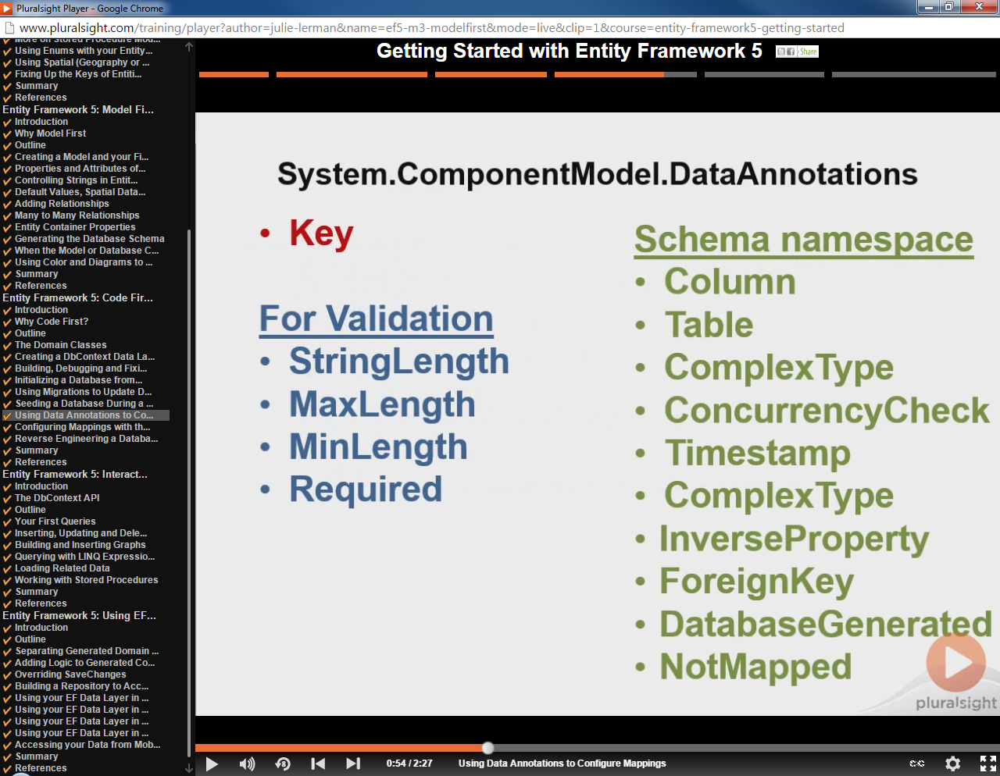 Pluralsight Player - Google Chrome
www.pluralsight.com/training/player?author=julie-lerman&name=ef5-m3-modelfirst&mode=live&clip=1&course=entity-framework5-getting-started
More on Stored Procedure Mod...
Using Enums with your Entity...
Using Spatial (Geography or ...
Fixing Up the Keys of Entiti...
Summary
References
Entity Framework 5: Model Fi...
Introduction
Why Model First
Outline
Creating a Model and your Fi...
Properties and Attributes of...
Controlling Strings in Entit...
Default Values, Spatial Data...
Adding Relationships
Many to Many Relationships
Entity Container Properties
Generating the Database Schema
When the Model or Database C...
Using Color and Diagrams to ...
Summary
References
Entity Framework 5: Code Fir...
Introduction
Why Code First?
Outline
The Domain Classes
Creating a DbContext Data La...
Building, Debugging and Fixi...
Initializing a Database from...
Using Migrations to Update D...
Seeding a Database During a ...
Using Data Annotations to Co...
Configuring Mappings with th...
Reverse Engineering a Databa...
Summary
References
Entity Framework 5: Interact...
Introduction
The DbContext API
Outline
Your First Queries
Inserting, Updating and Dele...
Building and Inserting Graphs
Querying with LINQ Expressio...
Loading Related Data
Working with Stored Procedures
Summary
References
Entity Framework 5: Using EF...
Introduction
Outline
Separating Generated Domain ...
Adding Logic to Generated Co...
Overriding SaveChanges
Building a Repository to Acc...
Using your EF Data Layer in ...
Using your EF Data Layer in ...
Using your EF Data Layer in ...
Using your EF Data Layer in ...
Accessing your Data from Mob...
Summary
References
Getting Started with Entity Framework 5
Share
System.ComponentModel.DataAnnotations
• Key
For Validation
• StringLength
• MaxLength
• MinLength
• Required
Schema namespace
• Column
• Table
• ComplexType
• ConcurrencyCheck
• Timestamp
• ComplexType
• InverseProperty
• ForeignKey
• DatabaseGenerated
• NotMapped
pluralsight
8
0:54 / 2:27
Using Data Annotations to Configure Mappings
CC